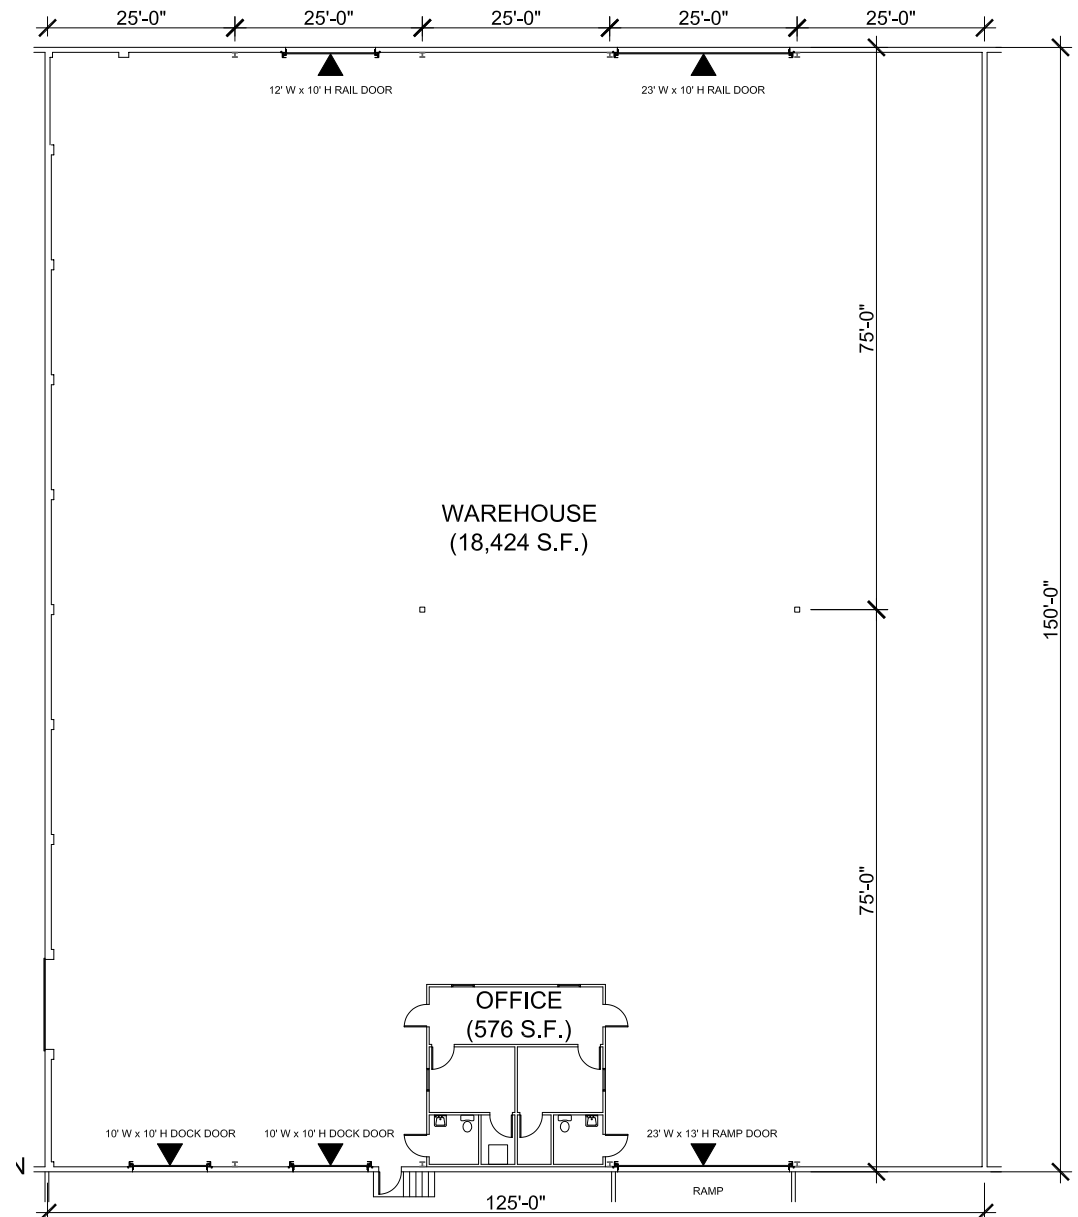 25'-0" 25'-0" 25'-0" 25'-0" 25'-0"
12' W x 10' H RAIL DOOR
23' W x 10' H RAIL DOOR
75'-0"
WAREHOUSE
(18,424 S.F.)
150'-0"
75'-0"
OFFICE
(576 S.F.)
10' W x 10' H DOCK DOOR
10' W x 10' H DOCK DOOR
23' W x 13' H RAMP DOOR
RAMP
125'-0"